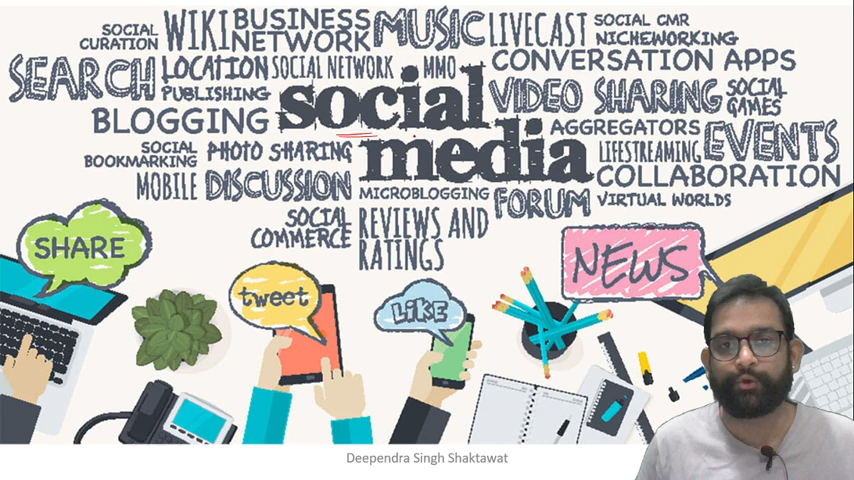 SOCIAL CURATION
WIKI
BUSINESS NETWORK
MUSIC
LIVECAST
SOCIAL CMR
NICHEWORKING
SEARCH
LOCATION
PUBLISHING
SOCIAL NETWORK
MMO
CONVERSATION APPS
BLOGGING
social
media
VIDEO SHARING
SOCIAL GAMES
SOCIAL BOOKMARKING
PHOTO SHARING
AGGREGATORS
LIFESTREAMING
EVENTS
MOBILE
DISCUSSION
MICROBLOGGING
FORUM
COLLABORATION
VIRTUAL WORLDS
SOCIAL COMMERCE
REVIEWS AND
RATINGS
SHARE
tweet
LIKE
NEWS
Deependra Singh Shaktawat